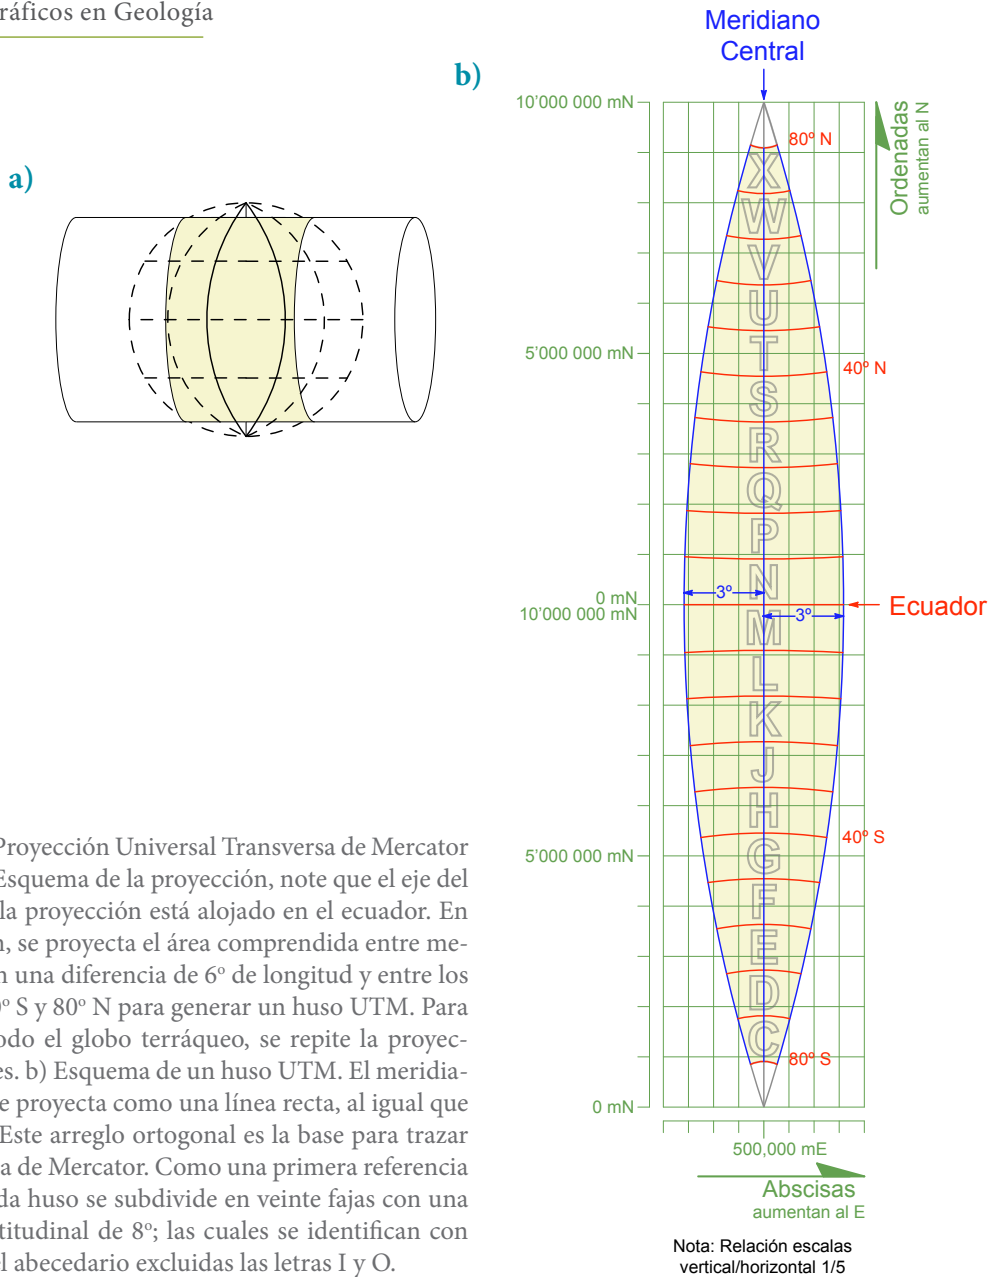 ráficos en Geología
a)
b)
Meridiano
Central
10’000 000 mN
80º N
Ordenadas
aumentan al N
X
W
V
U
5’000 000 mN
T
40º N
S
R
Q
P
N
3º
0 mN
10’000 000 mN
Ecuador
3º
M
L
K
J
H
40º S
5’000 000 mN
G
F
E
D
C
80º S
0 mN
500,000 mE
Abscisas
aumentan al E
Nota: Relación escalas
vertical/horizontal 1/5
Proyección Universal Transversa de Mercator
Esquema de la proyección, note que el eje del
la proyección está alojado en el ecuador. En
n, se proyecta el área comprendida entre me-
n una diferencia de 6º de longitud y entre los
0º S y 80º N para generar un huso UTM. Para
odo el globo terráqueo, se repite la proyec-
es. b) Esquema de un huso UTM. El meridia-
e proyecta como una línea recta, al igual que
Este arreglo ortogonal es la base para trazar
a de Mercator. Como una primera referencia
da huso se subdivide en veinte fajas con una
titudinal de 8º; las cuales se identifican con
el abecedario excluidas las letras I y O.